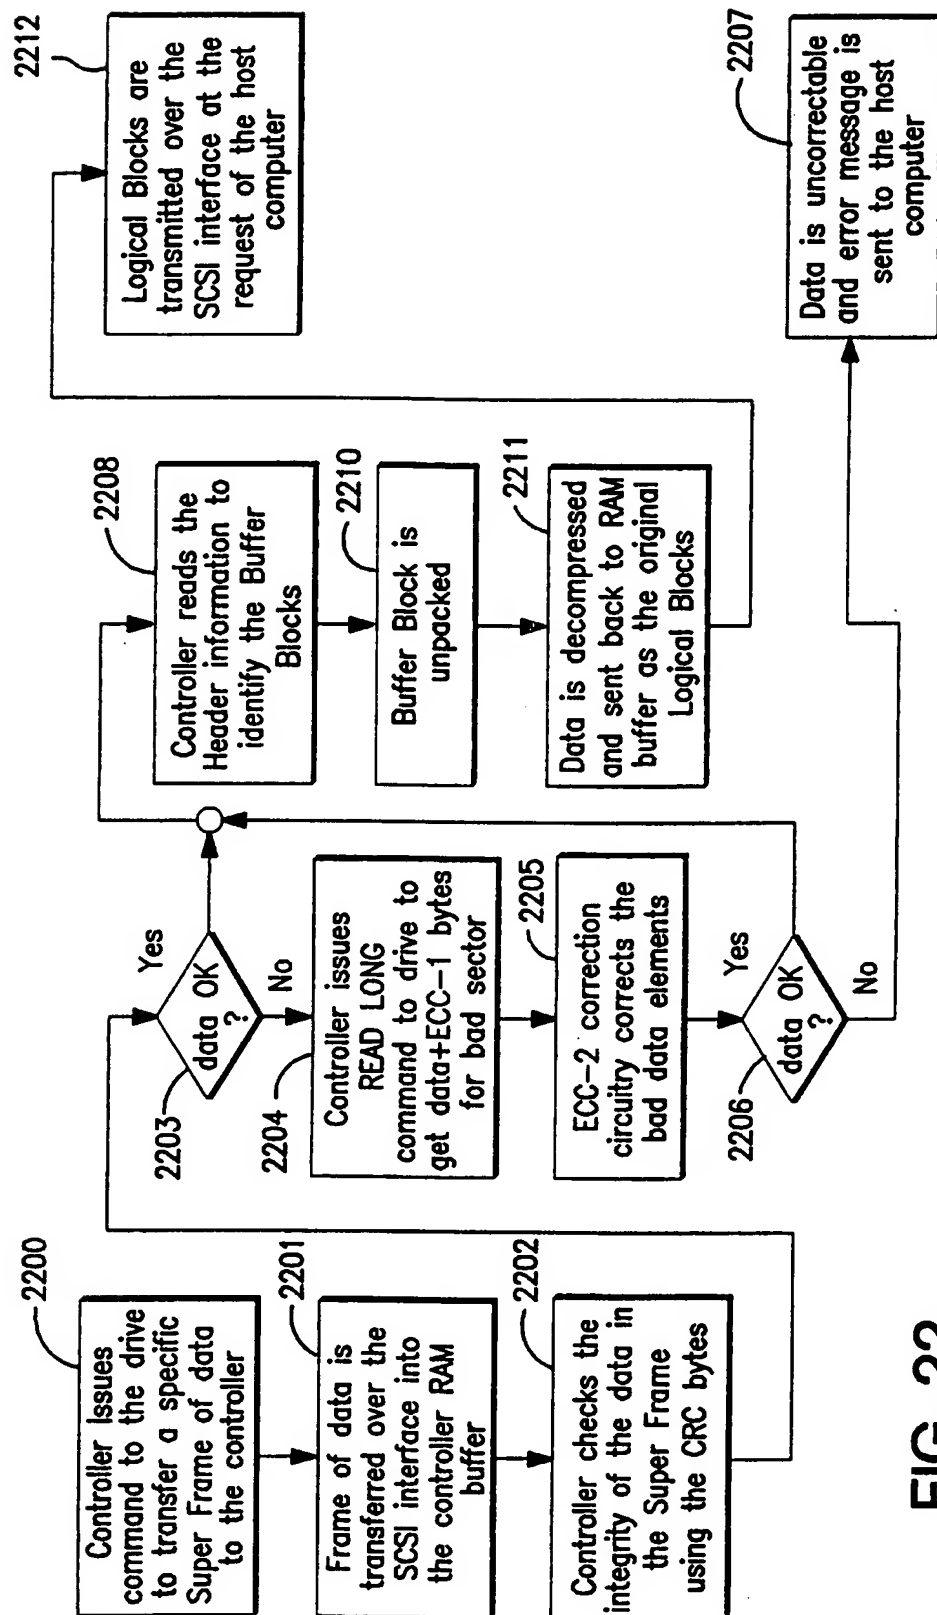 2200
Controller Issues
command to the drive
to transfer a specific
Super Frame of data
to the controller
2201
Frame of data is
transferred over the
SCSI interface into
the controller RAM
buffer
2202
Controller checks the
integrity of the data in
the Super Frame
using the CRC bytes
2203
data OK
?
Yes
No
2204
Controller issues
READ LONG
command to drive to
get data+ECC-1 bytes
for bad sector
2205
ECC-2 correction
circuitry corrects the
bad data elements
2206
data OK
?
Yes
No
2208
Controller reads the
Header information to
identify the Buffer
Blocks
2210
Buffer Block is
unpacked
2211
Data is decompressed
and sent back to RAM
buffer as the original
Logical Blocks
2212
Logical Blocks are
transmitted over the
SCSI interface at the
request of the host
computer
2207
Data is uncorrectable
and error message is
sent to the host
computer